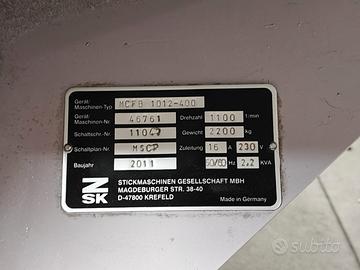 Gerät/
Maschinen-Typ MCFB 1012-400
Gerät/
Maschinen-Nr. 46761 Drehzahl 1100 1/min
Schaltschr.-Nr. 11047 Gewicht 2200 kg
Schaltplan-Nr. MSCP Zuleitung 16 A 230 V
Baujahr 2011 50/60 Hz 2,2 KVA
ZSK
STICKMASCHINEN GESELLSCHAFT MBH
MAGDEBURGER STR. 38-40
D-47800 KREFELD
Made in Germany
subito